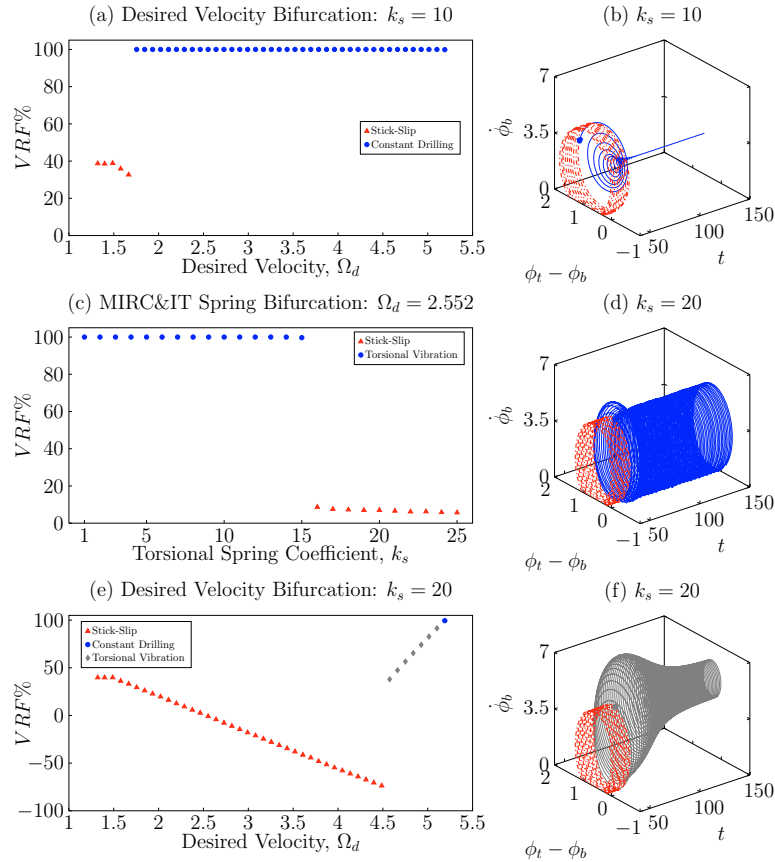 (a) Desired Velocity Bifurcation: k_s = 10
VRF%
100
80
60
40
20
0
Stick-Slip
Constant Drilling
1 1.5 2 2.5 3 3.5 4 4.5 5 5.5
Desired Velocity, Ω_d
(b) k_s = 10
φ̇_b
7
3.5
0
2
1
0
−1
50
100
150
φ_t − φ_b
t
(c) MIRC&IT Spring Bifurcation: Ω_d = 2.552
VRF%
100
80
60
40
20
0
Stick-Slip
Torsional Vibration
1 5 10 15 20 25
Torsional Spring Coefficient, k_s
(d) k_s = 20
φ̇_b
7
3.5
0
2
1
0
−1
50
100
150
φ_t − φ_b
t
(e) Desired Velocity Bifurcation: k_s = 20
VRF%
100
50
0
−50
−100
Stick-Slip
Constant Drilling
Torsional Vibration
1 1.5 2 2.5 3 3.5 4 4.5 5 5.5
Desired Velocity, Ω_d
(f) k_s = 20
φ̇_b
7
3.5
0
2
1
0
−1
50
100
150
φ_t − φ_b
t